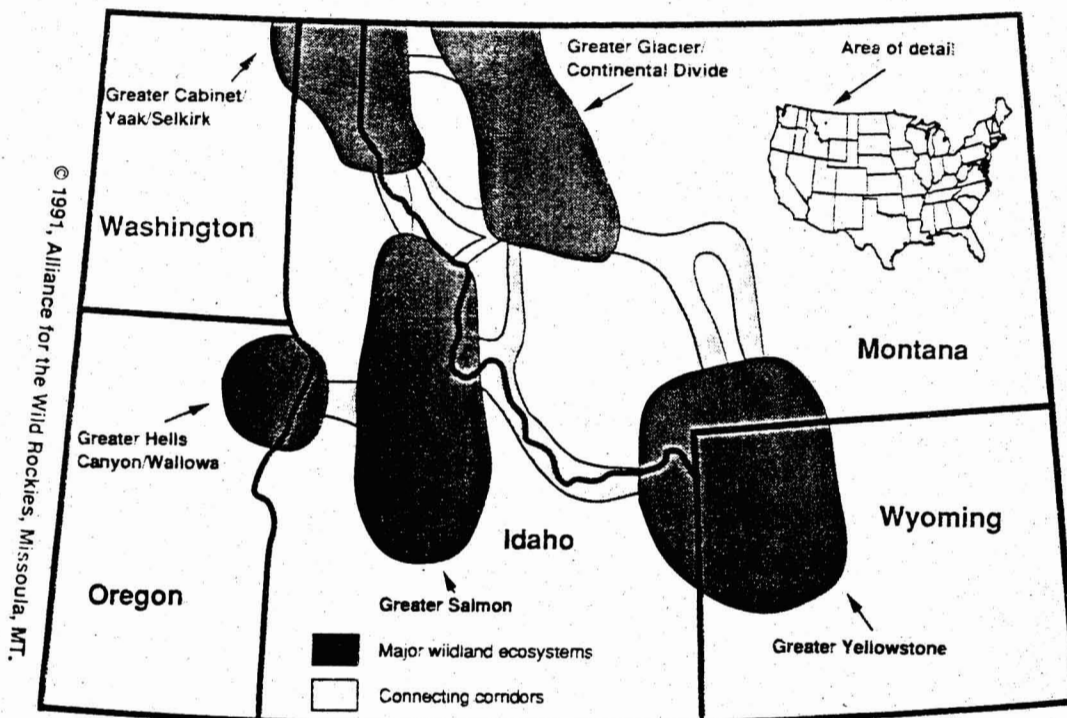 Greater Cabinet/
Yaak/Selkirk
Greater Glacier/
Continental Divide
Area of detail
Washington
Montana
Greater Hells
Canyon/Wallowa
Idaho
Wyoming
Oregon
Greater Salmon
Greater Yellowstone
Major wildland ecosystems
Connecting corridors
© 1991, Alliance for the Wild Rockies, Missoula, MT.